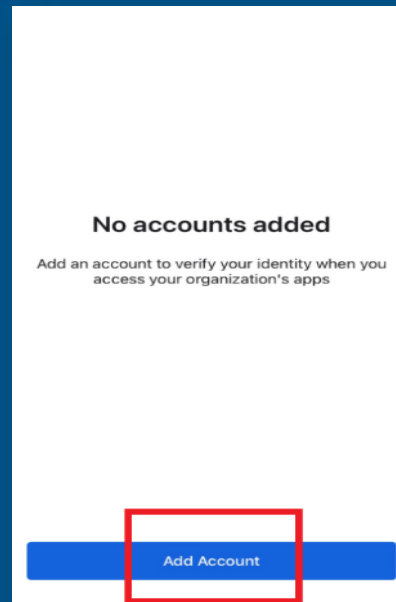 No accounts added
Add an account to verify your identity when you
access your organization's apps
Add Account